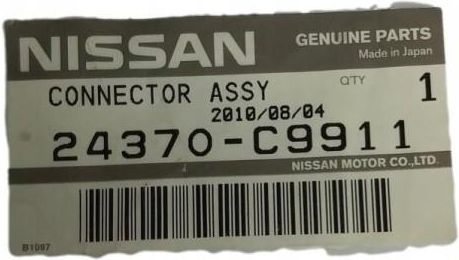 NISSAN GENUINE PARTS
Made in Japan
CONNECTOR ASSY QTY 1
2010/08/04
24370-C9911
NISSAN MOTOR CO.,LTD.
B1097